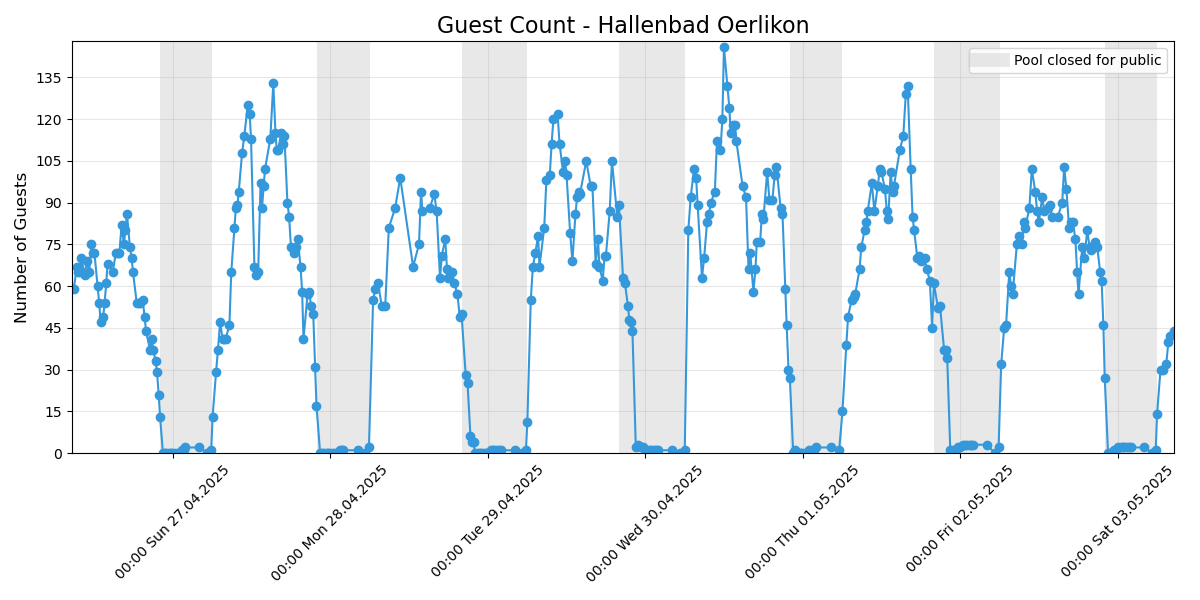 Guest Count - Hallenbad Oerlikon
Pool closed for public
Number of Guests
135
120
105
90
75
60
45
30
15
0
00:00 Sun 27.04.2025
00:00 Mon 28.04.2025
00:00 Tue 29.04.2025
00:00 Wed 30.04.2025
00:00 Thu 01.05.2025
00:00 Fri 02.05.2025
00:00 Sat 03.05.2025